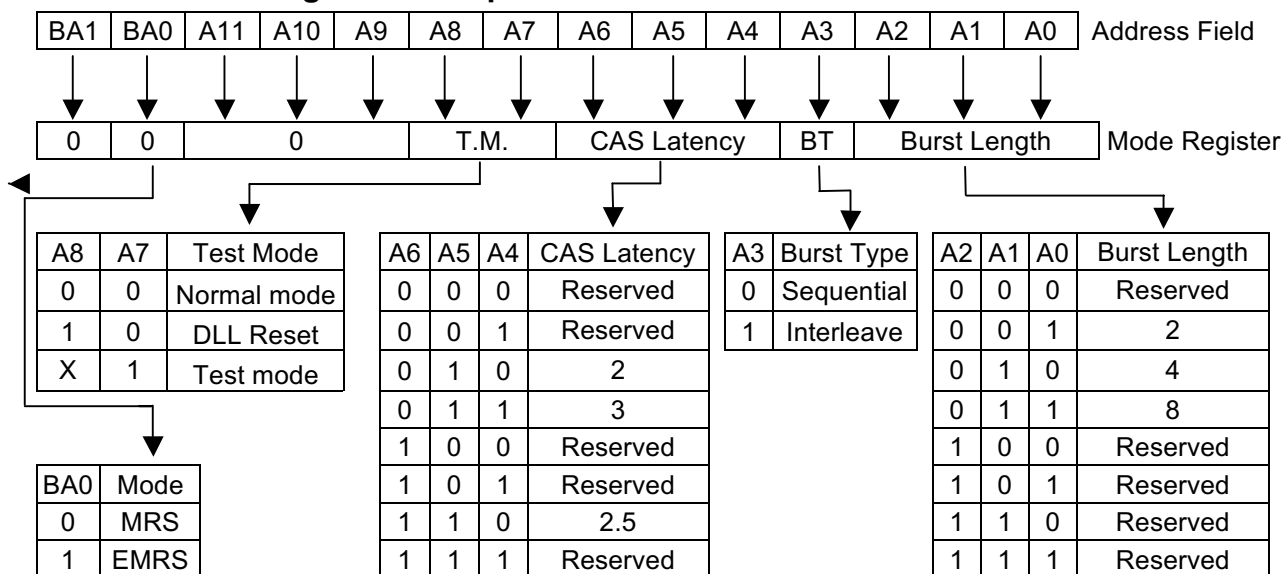 BA1 BA0 A11 A10 A9 A8 A7 A6 A5 A4 A3 A2 A1 A0 Address Field
0 0 0 T.M. CAS Latency BT Burst Length Mode Register
A8 A7 Test Mode
0 0 Normal mode
1 0 DLL Reset
X 1 Test mode
BA0 Mode
0 MRS
1 EMRS
A6 A5 A4 CAS Latency
0 0 0 Reserved
0 0 1 Reserved
0 1 0 2
0 1 1 3
1 0 0 Reserved
1 0 1 Reserved
1 1 0 2.5
1 1 1 Reserved
A3 Burst Type
0 Sequential
1 Interleave
A2 A1 A0 Burst Length
0 0 0 Reserved
0 0 1 2
0 1 0 4
0 1 1 8
1 0 0 Reserved
1 0 1 Reserved
1 1 0 Reserved
1 1 1 Reserved